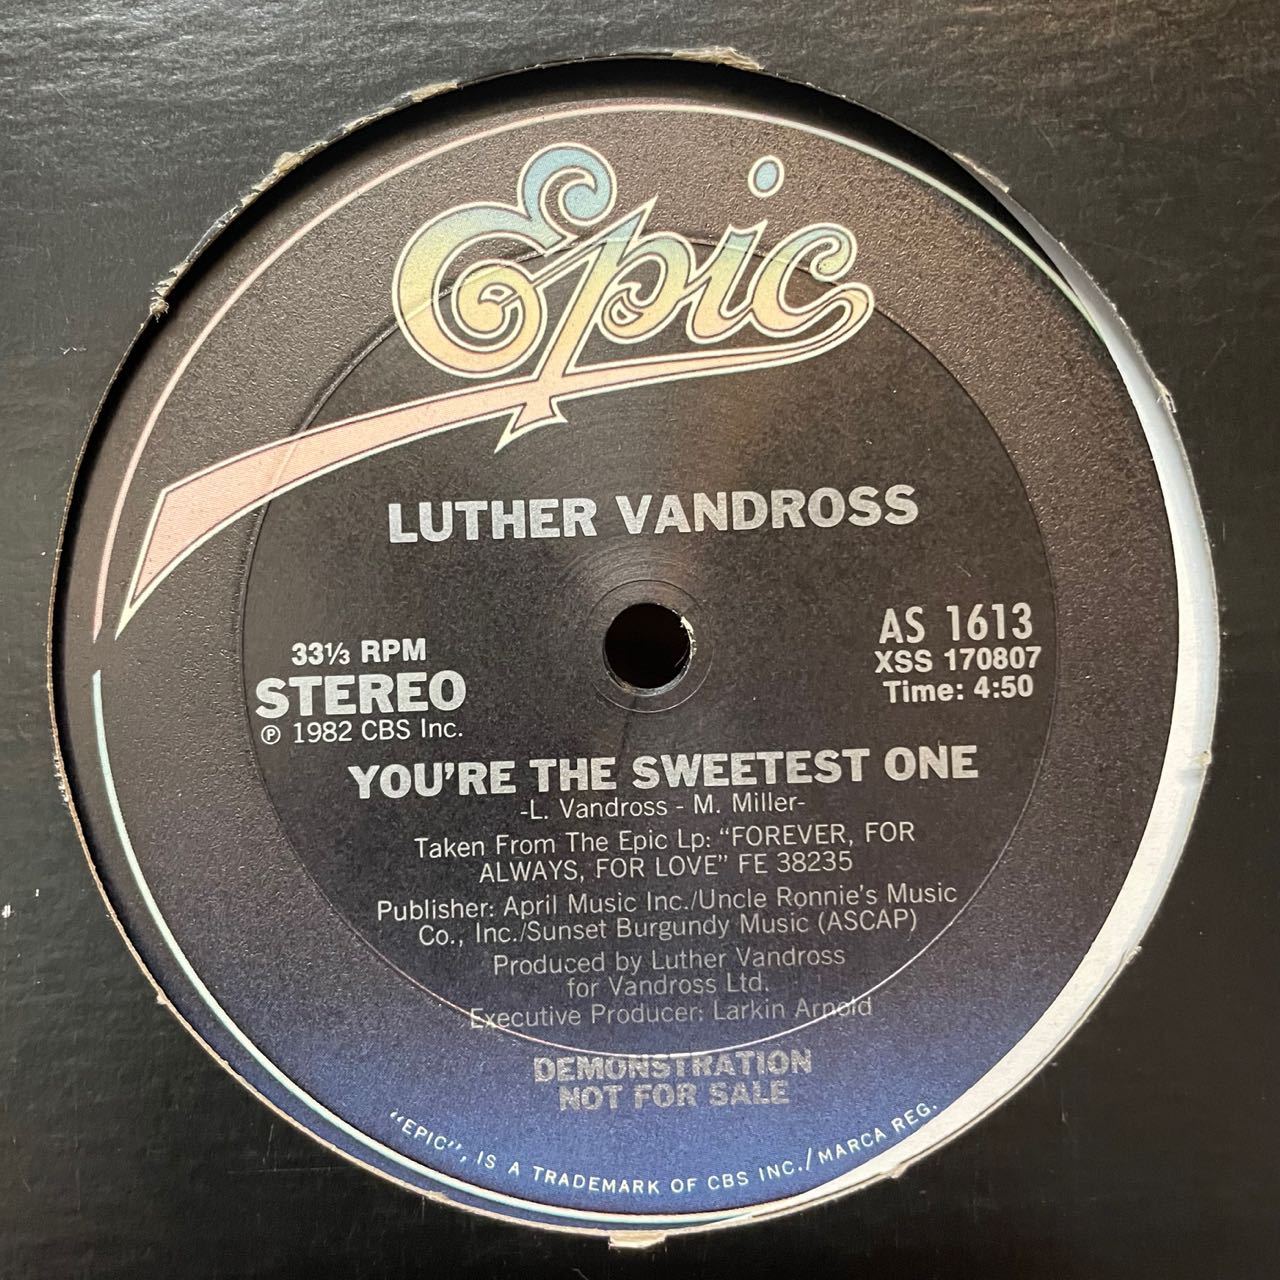 Epic
LUTHER VANDROSS
33⅓ RPM
STEREO
℗ 1982 CBS Inc.
AS 1613
XSS 170807
Time: 4:50
YOU'RE THE SWEETEST ONE
-L. Vandross - M. Miller-
Taken From The Epic Lp: "FOREVER, FOR
ALWAYS, FOR LOVE" FE 38235
Publisher: April Music Inc./Uncle Ronnie's Music
Co., Inc./Sunset Burgundy Music (ASCAP)
Produced by Luther Vandross
for Vandross Ltd.
Executive Producer: Larkin Arnold
DEMONSTRATION
NOT FOR SALE
"EPIC", IS A TRADEMARK OF CBS INC./MARCA REG.